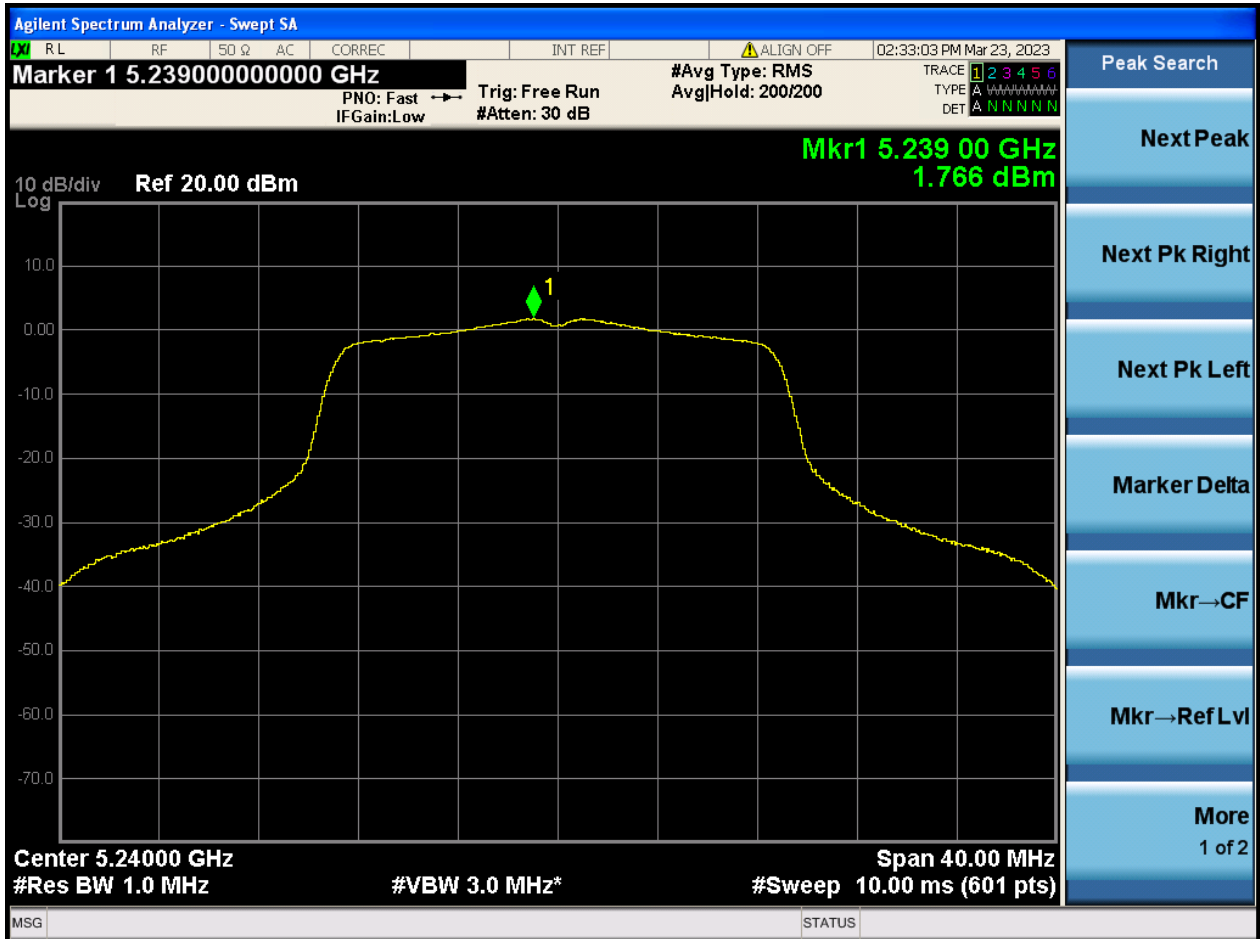 Agilent Spectrum Analyzer - Swept SA
LXI RL RF 50 Ω AC CORREC INT REF ALIGN OFF 02:33:03 PM Mar 23, 2023
Marker 1 5.239000000000 GHz
PNO: Fast
IFGain:Low
Trig: Free Run
#Atten: 30 dB
#Avg Type: RMS
Avg|Hold: 200/200
TRACE 1 2 3 4 5 6
TYPE A WWWWWW
DET A N N N N N
Mkr1 5.239 00 GHz
1.766 dBm
10 dB/div Ref 20.00 dBm
Log
10.0
1
0.00
-10.0
-20.0
-30.0
-40.0
-50.0
-60.0
-70.0
Center 5.24000 GHz Span 40.00 MHz
#Res BW 1.0 MHz #VBW 3.0 MHz* #Sweep 10.00 ms (601 pts)
MSG STATUS
Peak Search
Next Peak
Next Pk Right
Next Pk Left
Marker Delta
Mkr→CF
Mkr→Ref Lvl
More
1 of 2